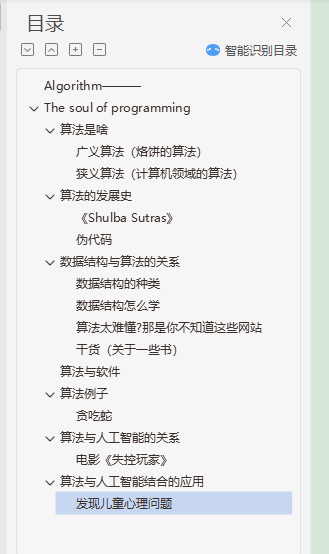 目录
智能识别目录
Algorithm———
The soul of programming
算法是啥
广义算法（烙饼的算法）
狭义算法（计算机领域的算法）
算法的发展史
《Shulba Sutras》
伪代码
数据结构与算法的关系
数据结构的种类
数据结构怎么学
算法太难懂?那是你不知道这些网站
干货（关于一些书）
算法与软件
算法例子
贪吃蛇
算法与人工智能的关系
电影《失控玩家》
算法与人工智能结合的应用
发现儿童心理问题